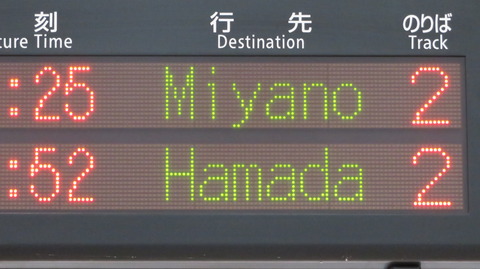 刻 行先 のりば
ture Time Destination Track
:25 Miyano 2
:52 Hamada 2